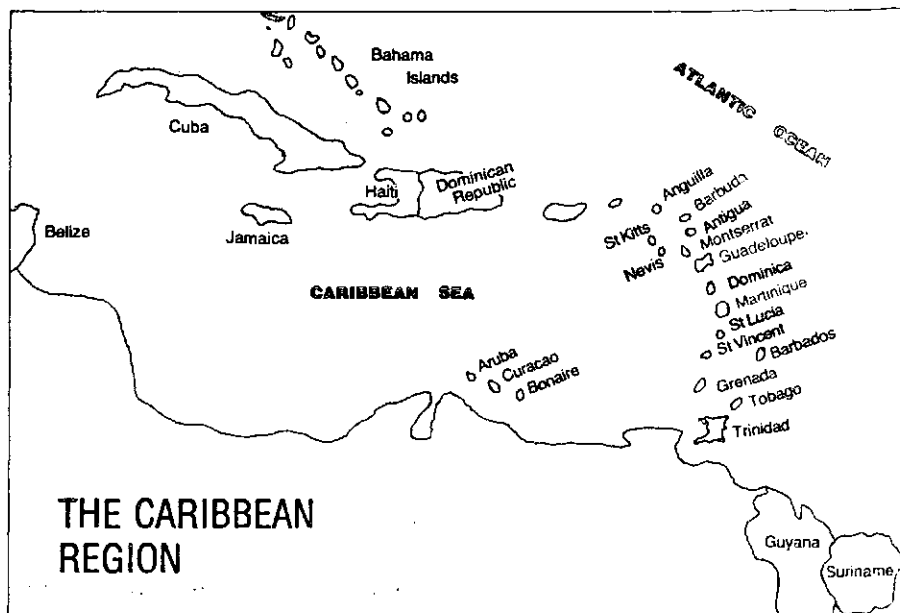 Bahama
Islands
ATLANTIC OCEAN
Cuba
Haiti
Dominican
Republic
Anguilla
Barbuda
Antigua
St Kitts
Montserrat
Nevis
Guadeloupe.
Belize
Jamaica
Dominica
CARIBBEAN SEA
Martinique
St Lucia
St Vincent
Barbados
Aruba
Curacao
Bonaire
Grenada
Tobago
Trinidad
THE CARIBBEAN
REGION
Guyana
Suriname